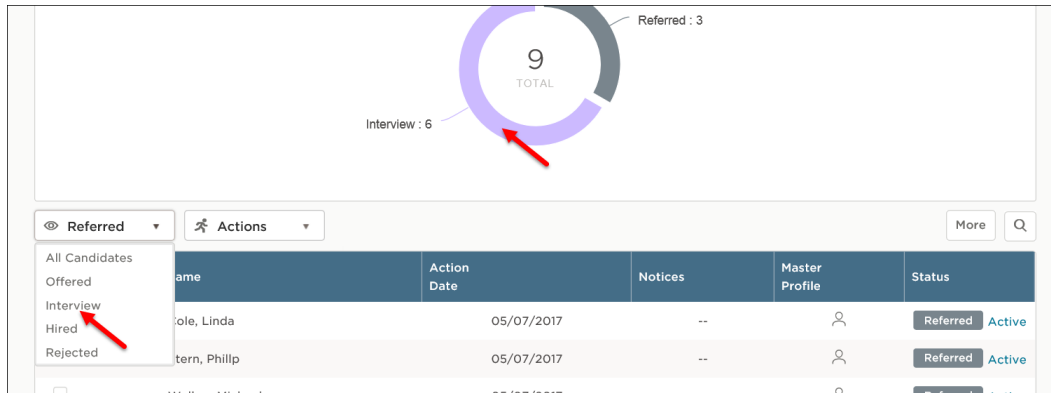 Referred : 3
9
TOTAL
Interview : 6
Referred Actions More
All Candidates
Offered
Interview
Hired
Rejected
ame Action Date Notices Master Profile Status
Cole, Linda 05/07/2017 -- Referred Active
tern, Phillp 05/07/2017 -- Referred Active